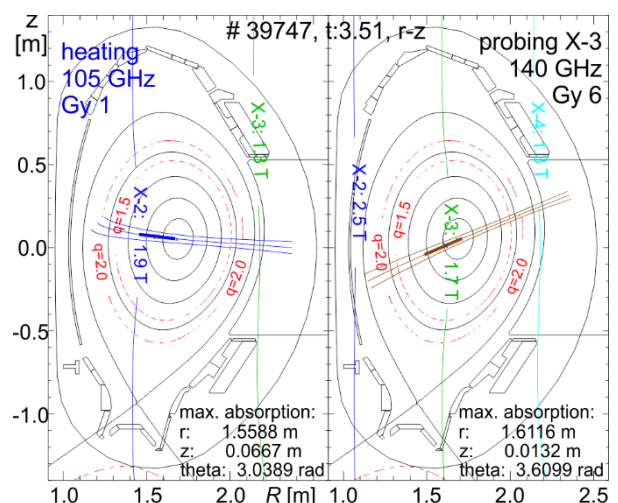 z
[m]
# 39747, t:3.51, r-z
heating
105 GHz
Gy 1
probing X-3
140 GHz
Gy 6
X-3: 1.3 T
X-4: 1.3 T
X-2: 1.9 T
X-2: 2.5 T
X-3: 1.7 T
q=1.5
q=2.0
q=2.0
q=1.5
q=2.0
q=2.0
1.0
0.5
0.0
-0.5
-1.0
max. absorption:
r: 1.5588 m
z: 0.0667 m
theta: 3.0389 rad
max. absorption:
r: 1.6116 m
z: 0.0132 m
theta: 3.6099 rad
1.0 1.5 2.0 R [m] 1.0 1.5 2.0 2.5